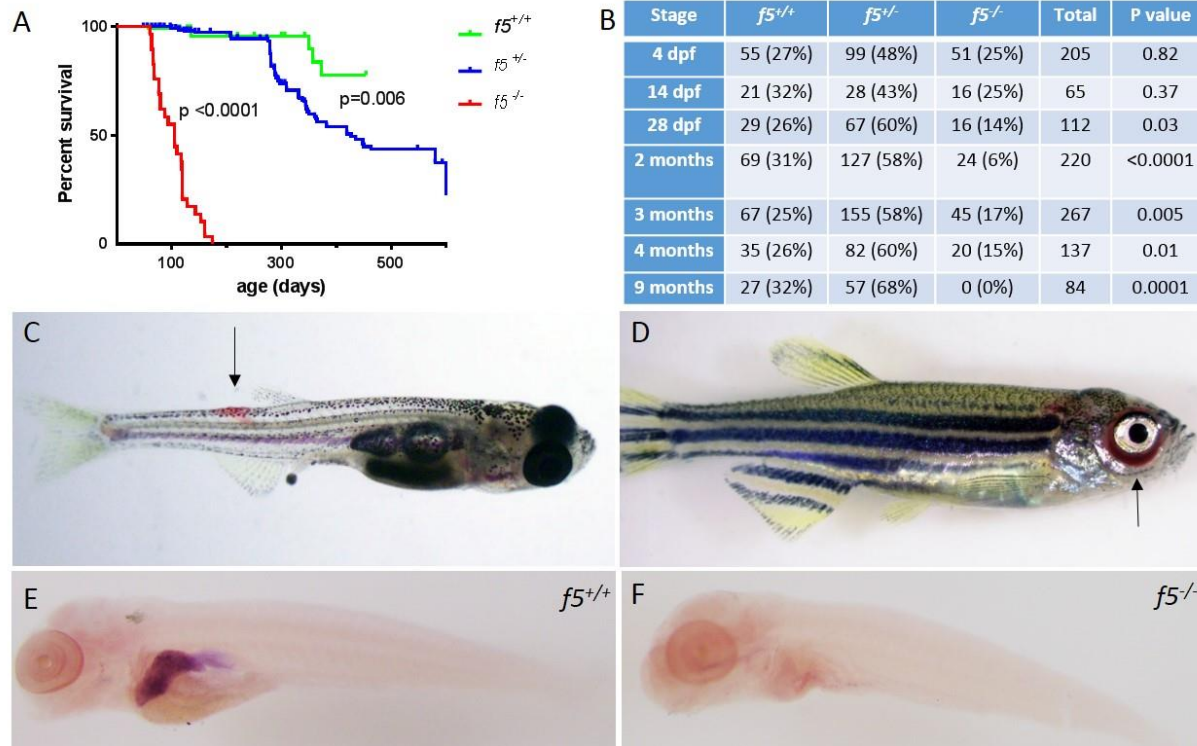 A
100
50
0
Percent survival
100
300
500
age (days)
f5+/+
f5+/-
f5-/-
p <0.0001
p=0.006
B
Stage f5+/+ f5+/- f5-/- Total P value
4 dpf 55 (27%) 99 (48%) 51 (25%) 205 0.82
14 dpf 21 (32%) 28 (43%) 16 (25%) 65 0.37
28 dpf 29 (26%) 67 (60%) 16 (14%) 112 0.03
2 months 69 (31%) 127 (58%) 24 (6%) 220 <0.0001
3 months 67 (25%) 155 (58%) 45 (17%) 267 0.005
4 months 35 (26%) 82 (60%) 20 (15%) 137 0.01
9 months 27 (32%) 57 (68%) 0 (0%) 84 0.0001
C
D
E
f5+/+
F
f5-/-